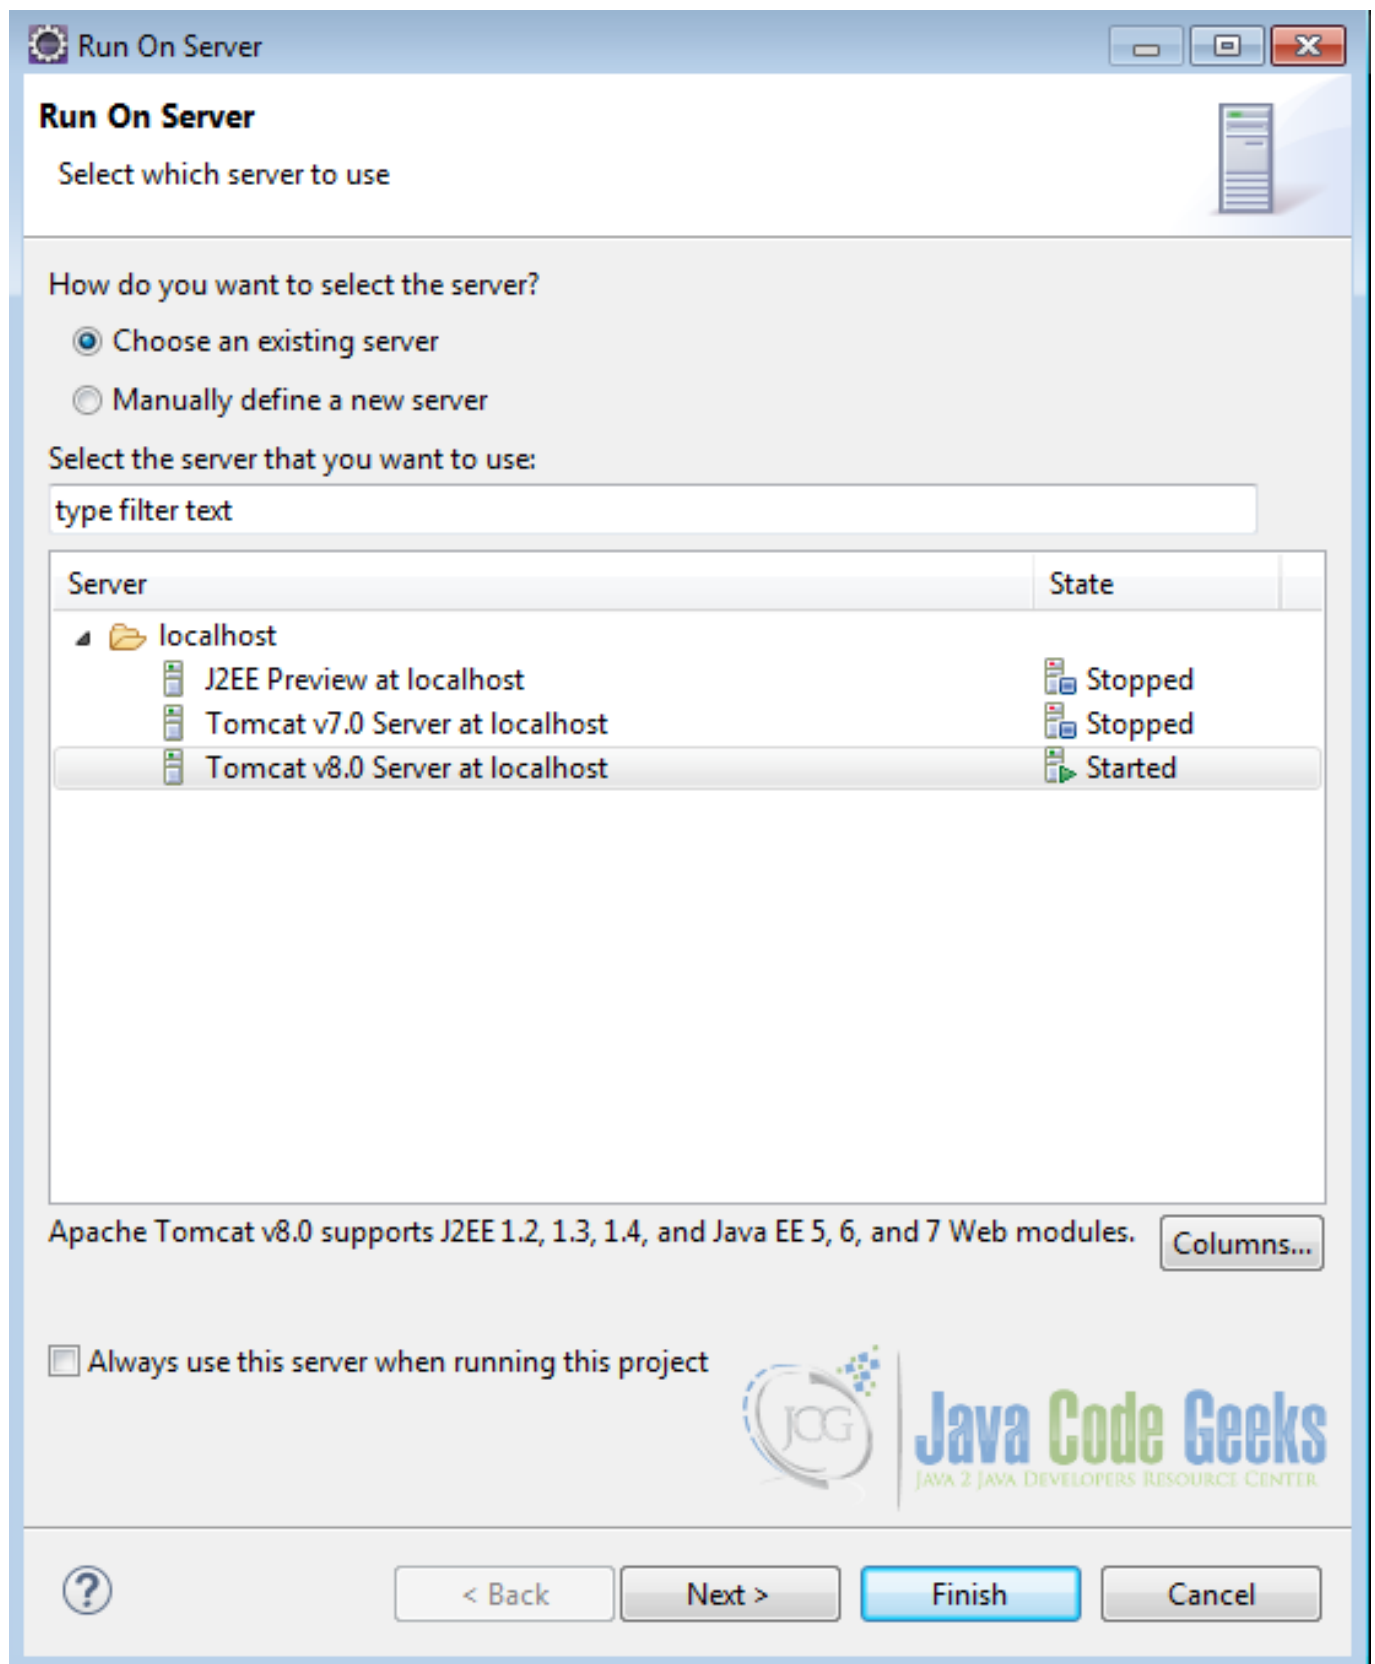 Run On Server
Run On Server
Select which server to use
How do you want to select the server?
Choose an existing server
Manually define a new server
Select the server that you want to use:
type filter text
Server State
localhost
J2EE Preview at localhost Stopped
Tomcat v7.0 Server at localhost Stopped
Tomcat v8.0 Server at localhost Started
Apache Tomcat v8.0 supports J2EE 1.2, 1.3, 1.4, and Java EE 5, 6, and 7 Web modules.
Columns...
Always use this server when running this project
JCG
Java Code Geeks
Java 2 Java Developers Resource Center
? < Back Next > Finish Cancel